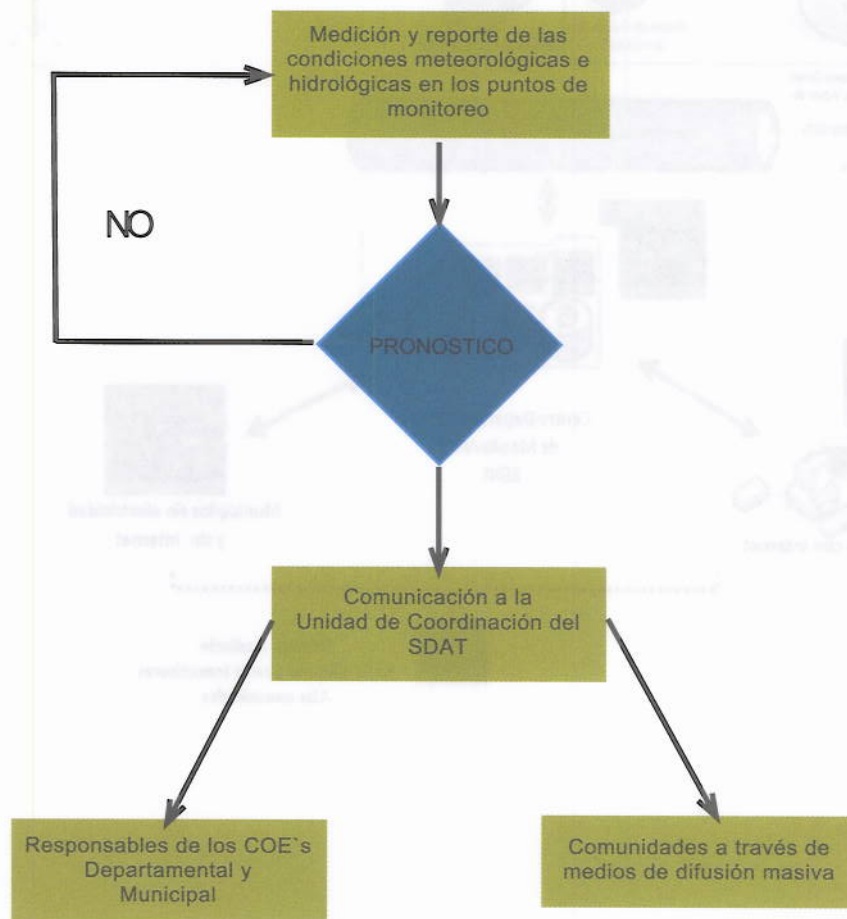 Medición y reporte de las
condiciones meteorológicas e
hidrológicas en los puntos de
monitoreo
NO
PRONOSTICO
Comunicación a la
Unidad de Coordinación del
SDAT
Responsables de los COE`s
Departamental y
Municipal
Comunidades a través de
medios de difusión masiva